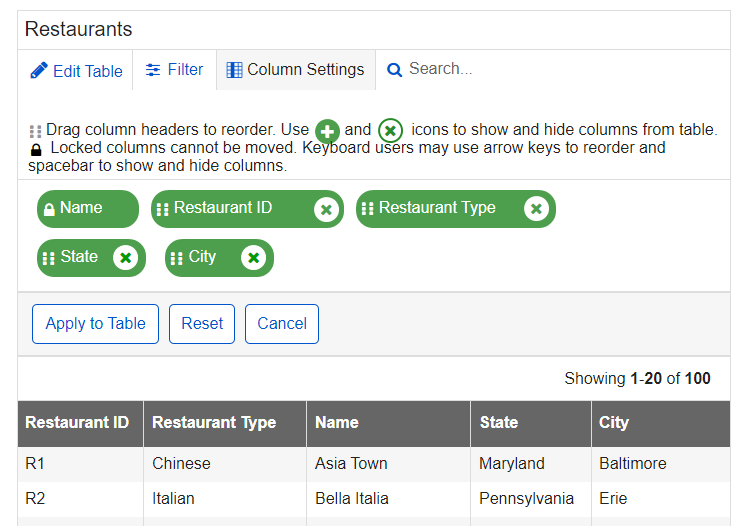 Restaurants
Edit Table Filter Column Settings Search...
Drag column headers to reorder. Use and icons to show and hide columns from table.
Locked columns cannot be moved. Keyboard users may use arrow keys to reorder and
spacebar to show and hide columns.
Name Restaurant ID Restaurant Type
State City
Apply to Table Reset Cancel
Showing 1-20 of 100
Restaurant ID Restaurant Type Name State City
R1 Chinese Asia Town Maryland Baltimore
R2 Italian Bella Italia Pennsylvania Erie